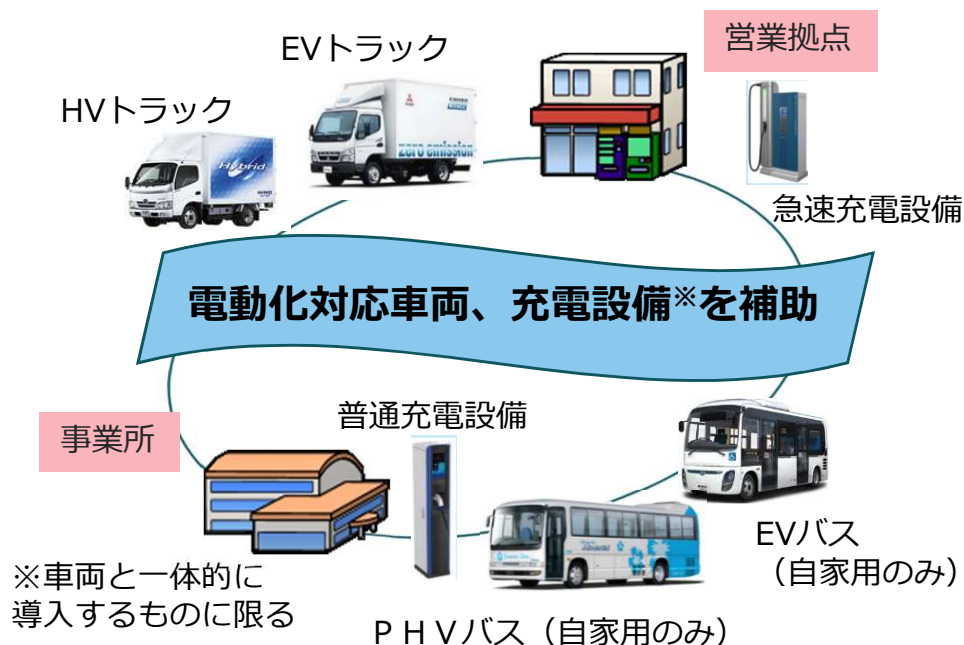 営業拠点
EVトラック
HVトラック
Hybrid
HINO
zero emission
急速充電設備
電動化対応車両、充電設備※を補助
普通充電設備
事業所
EVバス
（自家用のみ）
※車両と一体的に
導入するものに限る
ＰＨＶバス（自家用のみ）